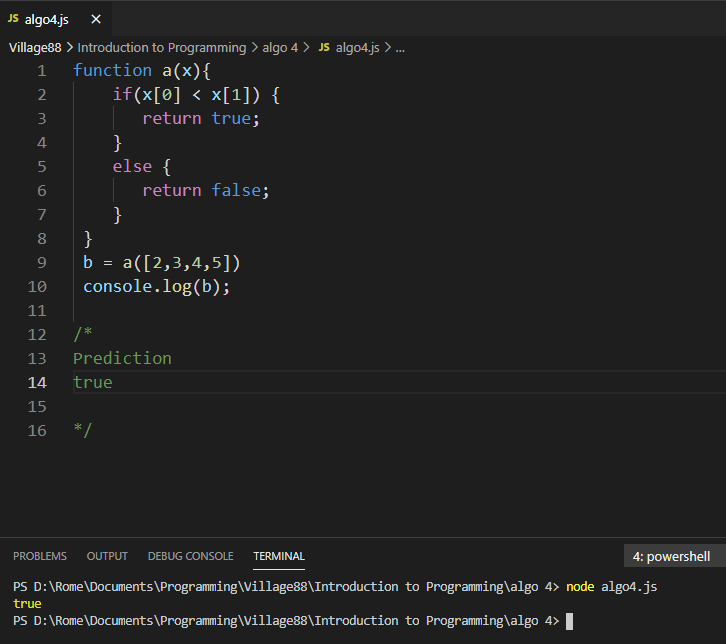 JS algo4.js ×
Village88 > Introduction to Programming > algo 4 > JS algo4.js > ...
1 function a(x){
2     if(x[0] < x[1]) {
3        return true;
4     }
5     else {
6        return false;
7     }
8  }
9  b = a([2,3,4,5])
10  console.log(b);
11
12 /*
13 Prediction
14 true
15
16 */
PROBLEMS OUTPUT DEBUG CONSOLE TERMINAL 4: powershell
PS D:\Rome\Documents\Programming\Village88\Introduction to Programming\algo 4> node algo4.js
true
PS D:\Rome\Documents\Programming\Village88\Introduction to Programming\algo 4>